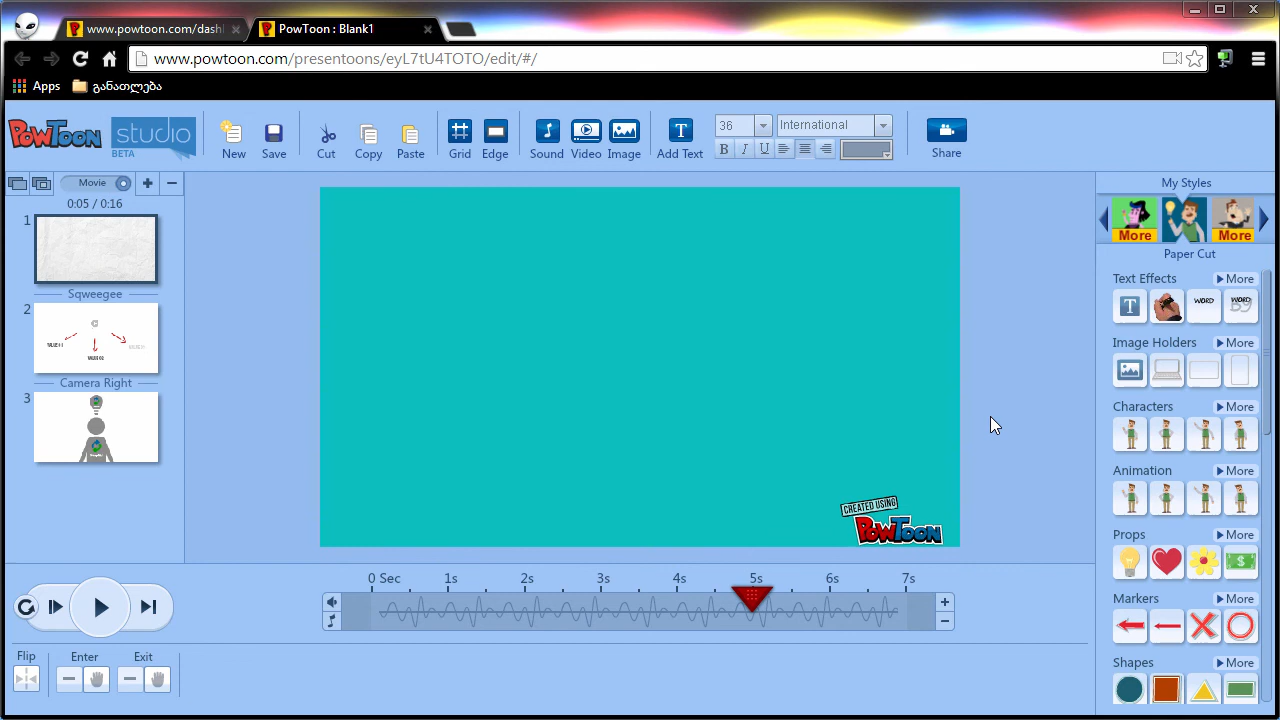 www.powtoon.com/dashl
PowToon : Blank1
www.powtoon.com/presentoons/eyL7tU4TOTO/edit/#/
Apps
განათლება
PowToon studio
BETA
New
Save
Cut
Copy
Paste
Grid
Edge
Sound
Video
Image
T
Add Text
36
International
B I U
Share
Movie
My Styles
0:05 / 0:16
1
Sqweegee
2
Camera Right
3
More
More
Paper Cut
Text Effects
More
T
WORD
WORD
Image Holders
More
Characters
More
Animation
More
Props
More
Markers
More
Shapes
More
CREATED USING
PowToon
0 Sec 1s 2s 3s 4s 5s 6s 7s
Flip
Enter
Exit